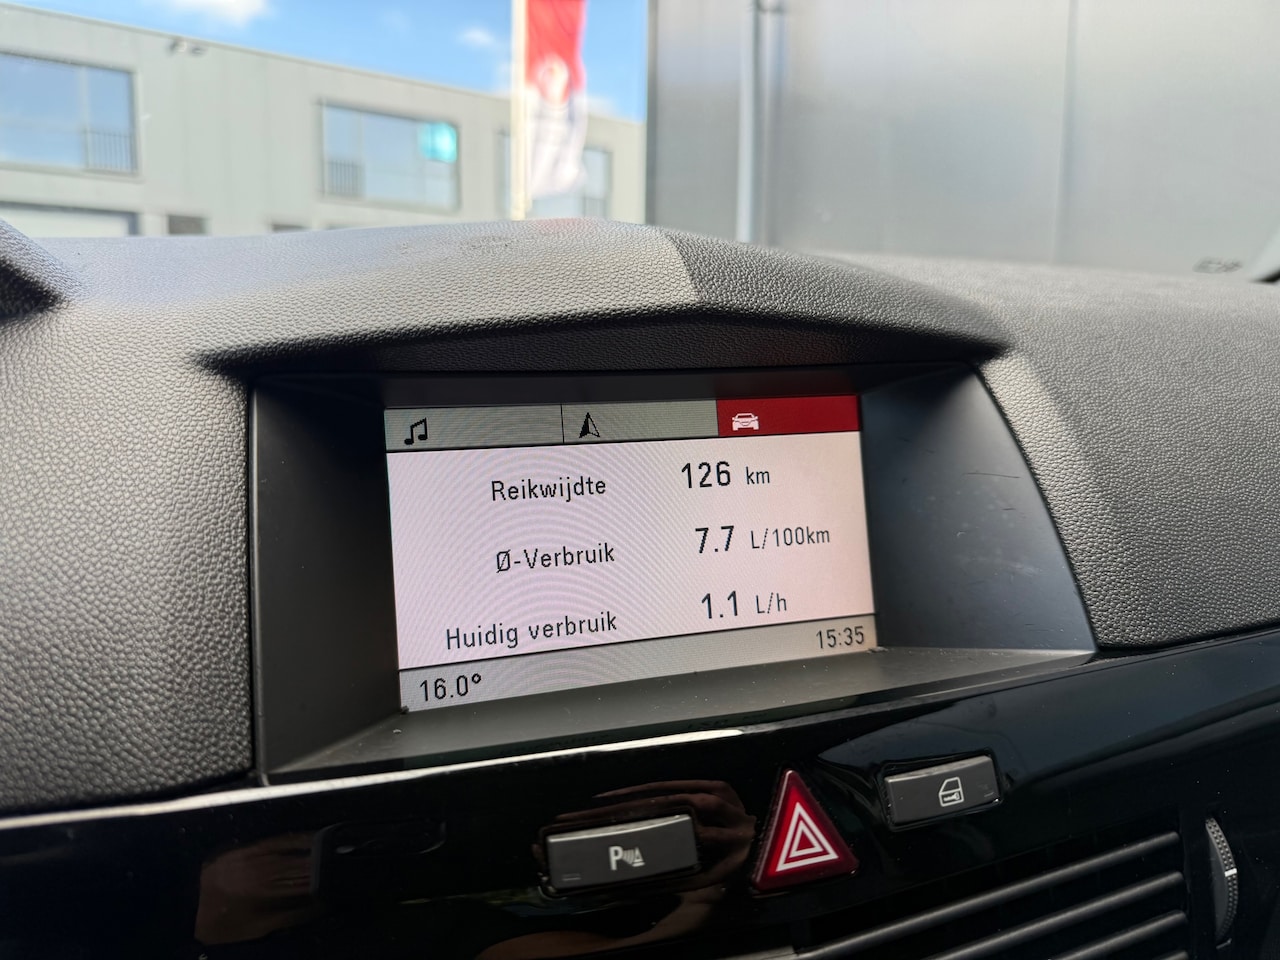 Reikwijdte 126 km
Ø-Verbruik 7.7 L/100km
Huidig verbruik 1.1 L/h
16.0° 15:35
P